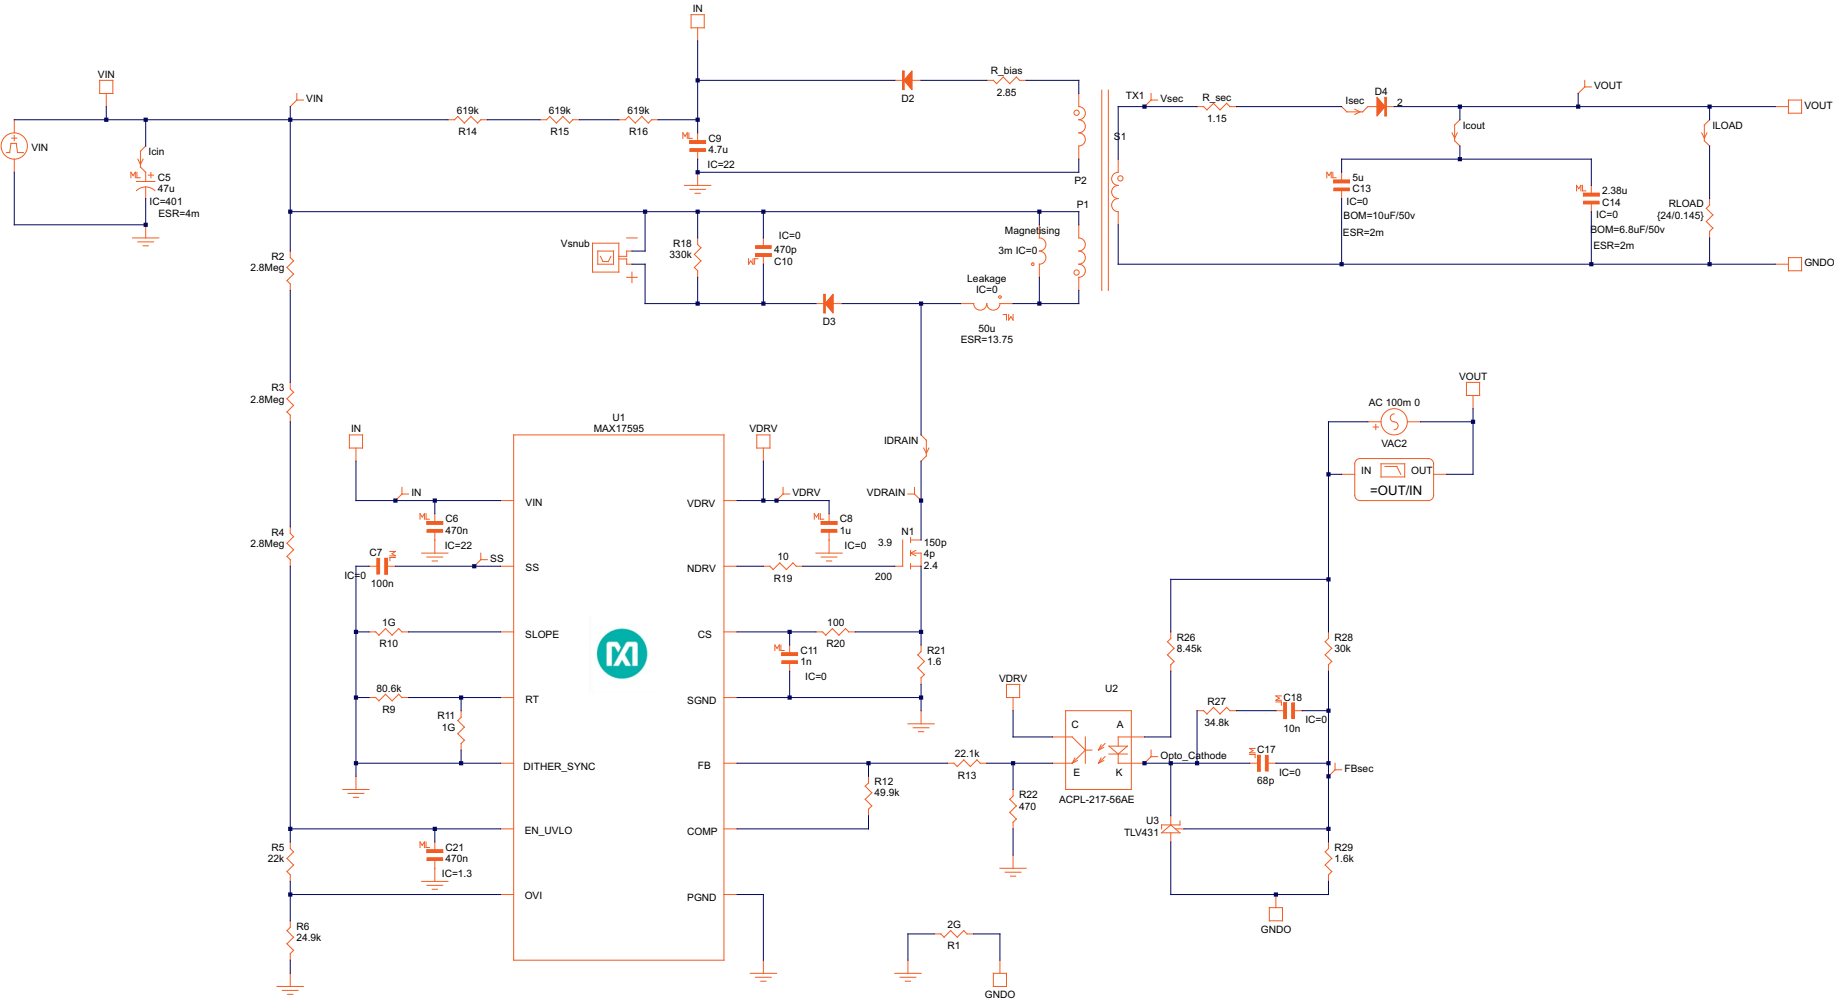 IN
VIN
VIN
VIN
Icin
ML
+
C5
47u
IC=401
ESR=4m
619k
R14
619k
R15
619k
R16
ML
C9
4.7u
IC=22
D2
R_bias
2.85
P2
TX1
Vsec
S1
R_sec
1.15
Isec
D4
2
VOUT
VOUT
Icout
ILOAD
ML
5u
C13
IC=0
BOM=10uF/50v
ESR=2m
ML
2.38u
C14
IC=0
BOM=6.8uF/50v
ESR=2m
RLOAD
{24/0.145}
GNDO
P1
Magnetising
3m IC=0
Leakage
IC=0
ML
50u
ESR=13.75
Vsnub
R18
330k
IC=0
470p
ML
C10
D3
R2
2.8Meg
R3
2.8Meg
R4
2.8Meg
R5
22k
R6
24.9k
IN
IN
ML
C6
470n
IC=22
C7
ML
IC=0
100n
SS
1G
R10
80.6k
R9
R11
1G
ML
C21
470n
IC=1.3
U1
MAX17595
VIN
SS
SLOPE
RT
DITHER_SYNC
EN_UVLO
OVI
VDRV
NDRV
CS
SGND
FB
COMP
PGND
VDRV
VDRV
ML
C8
1u
IC=0
IDRAIN
VDRAIN
N1
3.9
150p
4p
2.4
200
10
R19
100
R20
ML
C11
1n
IC=0
R21
1.6
22.1k
R13
R12
49.9k
VDRV
R22
470
U2
C
A
E
K
ACPL-217-56AE
Opto_Cathode
R26
8.45k
R28
30k
R27
34.8k
C18
10n
IC=0
C17
68p
IC=0
FBsec
U3
TLV431
R29
1.6k
GNDO
VOUT
AC 100m 0
+
VAC2
IN
OUT
=OUT/IN
2G
R1
GNDO